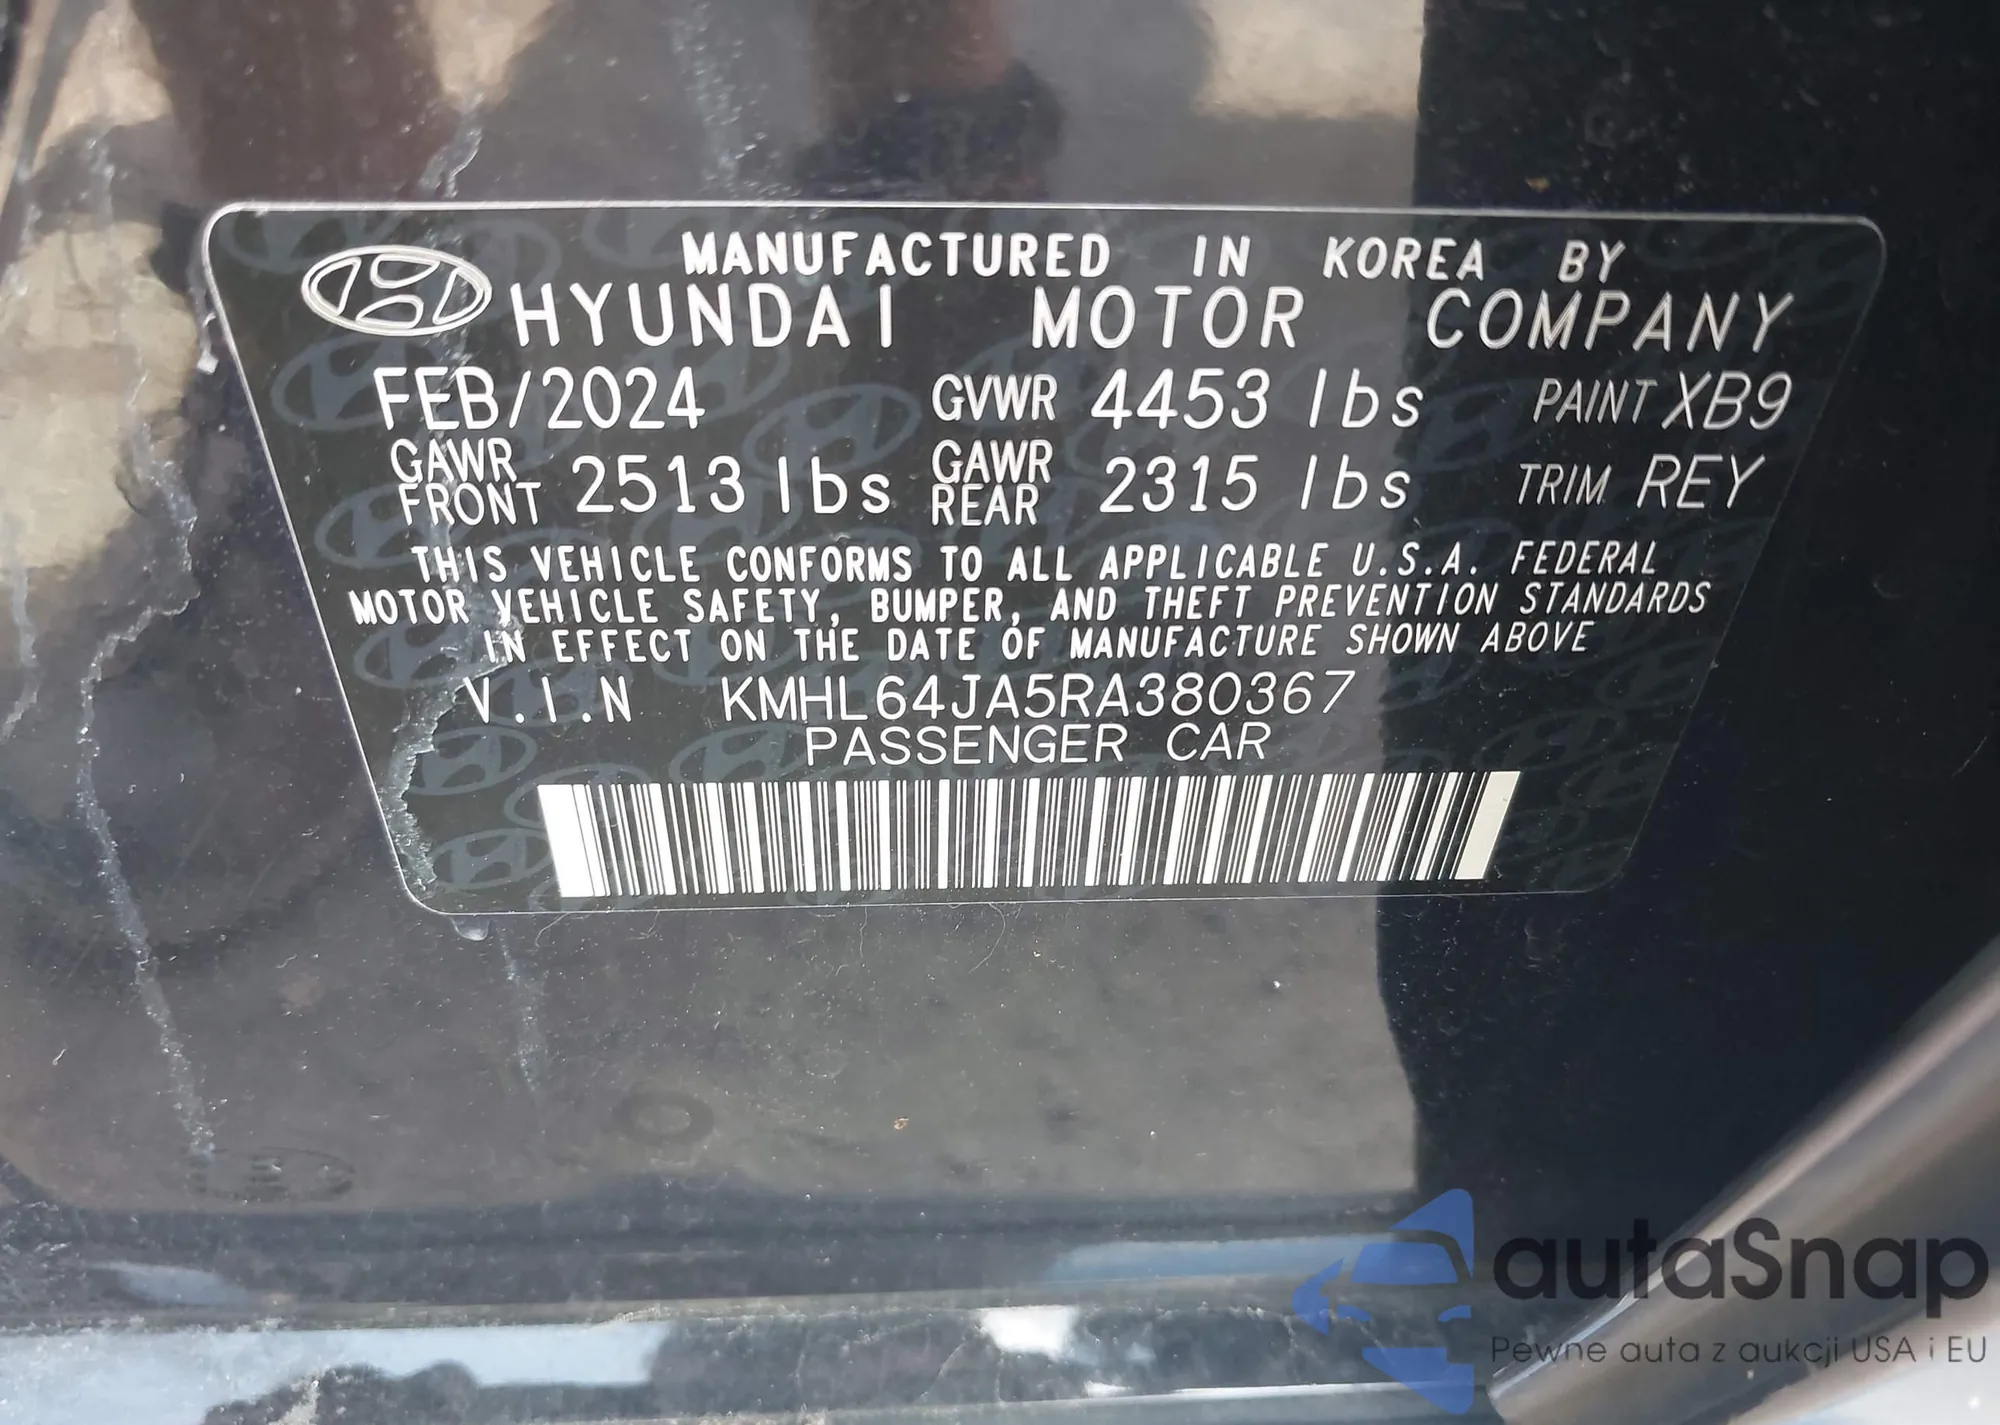 MANUFACTURED IN KOREA BY
HYUNDAI MOTOR COMPANY
FEB/2024 GVWR 4453 lbs PAINT XB9
GAWR FRONT 2513 lbs GAWR REAR 2315 lbs TRIM REY
THIS VEHICLE CONFORMS TO ALL APPLICABLE U.S.A. FEDERAL
MOTOR VEHICLE SAFETY, BUMPER, AND THEFT PREVENTION STANDARDS
IN EFFECT ON THE DATE OF MANUFACTURE SHOWN ABOVE
V.I.N KMHL64JA5RA380367
PASSENGER CAR
autaSnap
Pewne auta z aukcji USA i EU